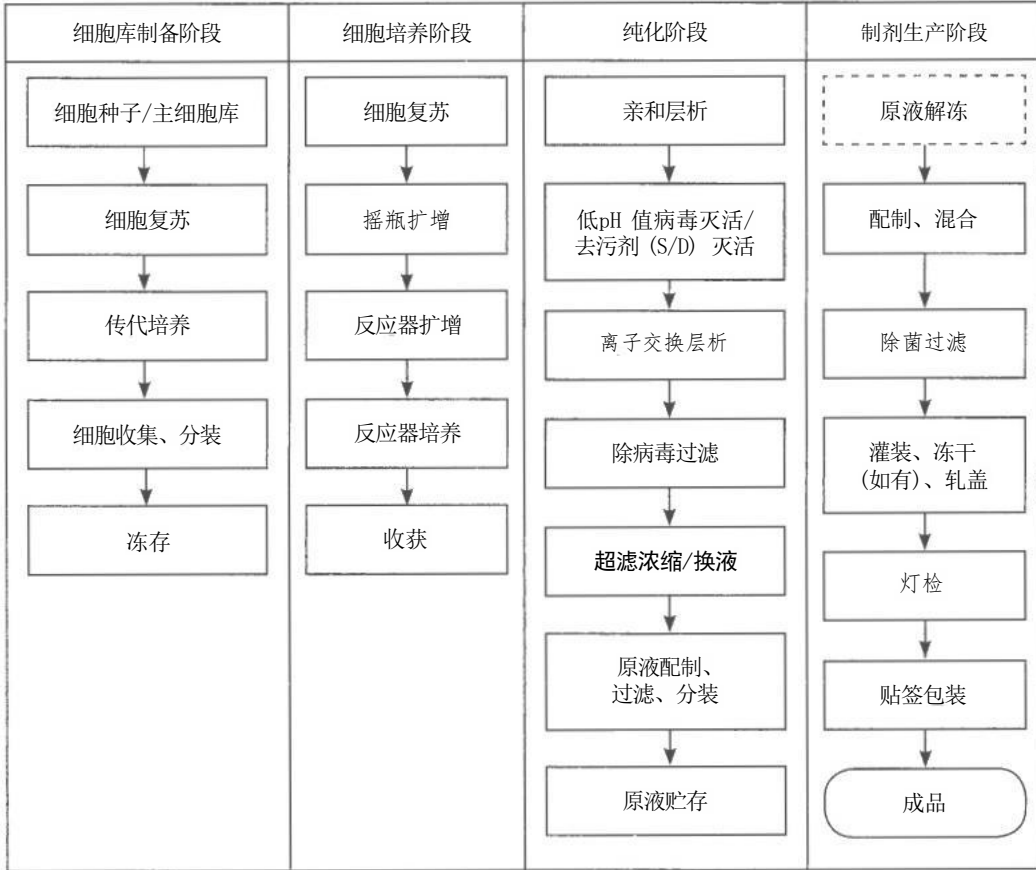 细胞库制备阶段
细胞种子/主细胞库
细胞复苏
传代培养
细胞收集、分装
冻存
细胞培养阶段
细胞复苏
摇瓶扩增
反应器扩增
反应器培养
收获
纯化阶段
亲和层析
低pH 值病毒灭活/
去污剂 (S/D) 灭活
离子交换层析
除病毒过滤
超滤浓缩/换液
原液配制、
过滤、分装
原液贮存
制剂生产阶段
原液解冻
配制、混合
除菌过滤
灌装、冻干
(如有)、轧盖
灯检
贴签包装
成品